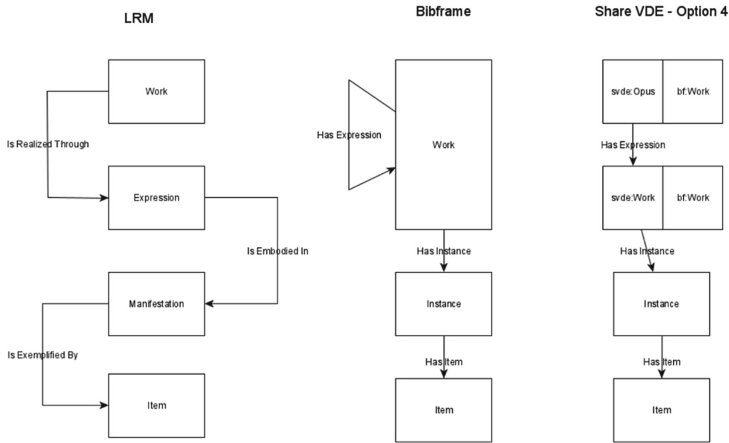 LRM
Work
Is Realized Through
Expression
Is Embodied In
Manifestation
Is Exemplified By
Item
Bibframe
Has Expression
Work
Has Instance
Instance
Has Item
Item
Share VDE - Option 4
svde:Opus
bf:Work
Has Expression
svde:Work
bf:Work
Has Instance
Instance
Has Item
Item